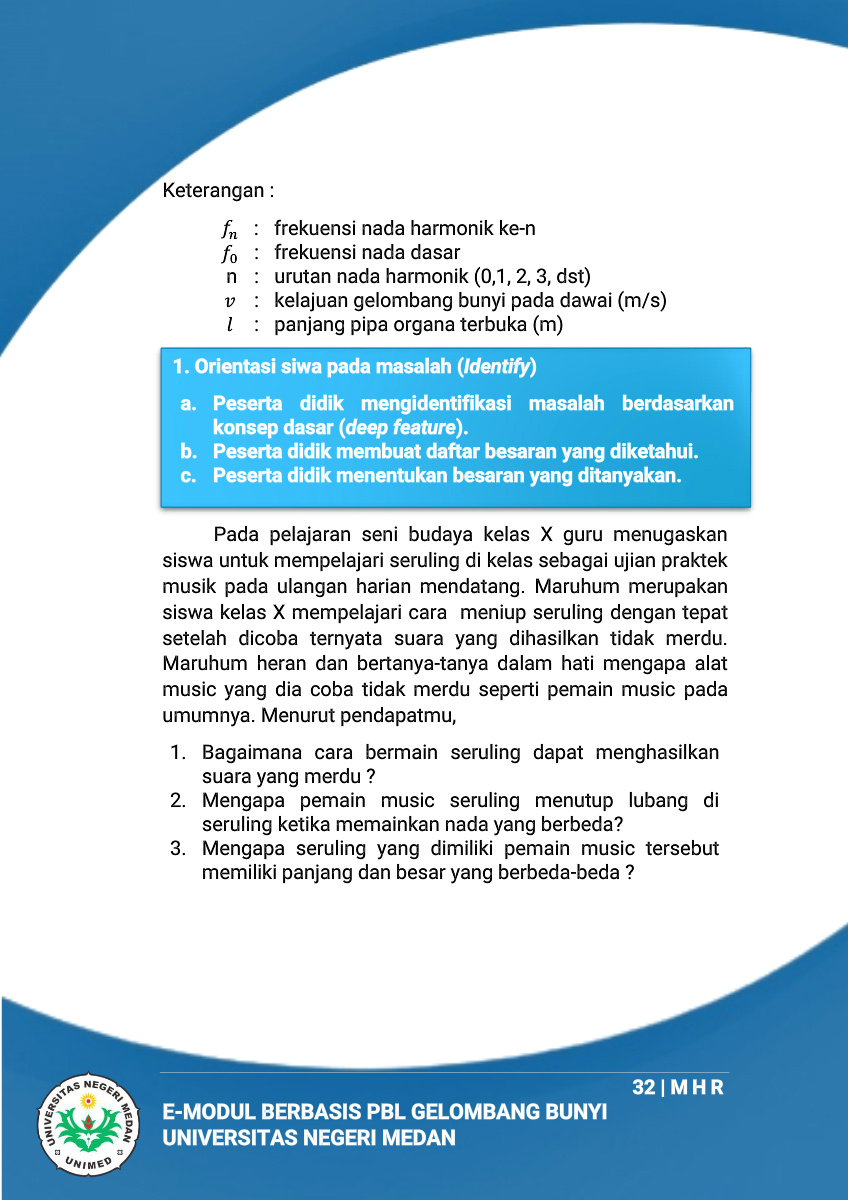 Keterangan :
fₙ : frekuensi nada harmonik ke-n
f₀ : frekuensi nada dasar
n : urutan nada harmonik (0,1, 2, 3, dst)
v : kelajuan gelombang bunyi pada dawai (m/s)
l : panjang pipa organa terbuka (m)
1. Orientasi siwa pada masalah (Identify)
a. Peserta didik mengidentifikasi masalah berdasarkan
konsep dasar (deep feature).
b. Peserta didik membuat daftar besaran yang diketahui.
c. Peserta didik menentukan besaran yang ditanyakan.
Pada pelajaran seni budaya kelas X guru menugaskan
siswa untuk mempelajari seruling di kelas sebagai ujian praktek
musik pada ulangan harian mendatang. Maruhum merupakan
siswa kelas X mempelajari cara meniup seruling dengan tepat
setelah dicoba ternyata suara yang dihasilkan tidak merdu.
Maruhum heran dan bertanya-tanya dalam hati mengapa alat
music yang dia coba tidak merdu seperti pemain music pada
umumnya. Menurut pendapatmu,
1. Bagaimana cara bermain seruling dapat menghasilkan
suara yang merdu ?
2. Mengapa pemain music seruling menutup lubang di
seruling ketika memainkan nada yang berbeda?
3. Mengapa seruling yang dimiliki pemain music tersebut
memiliki panjang dan besar yang berbeda-beda ?
32 | M H R
E-MODUL BERBASIS PBL GELOMBANG BUNYI
UNIVERSITAS NEGERI MEDAN
UNIVERSITAS NEGERI MEDAN
UNIMED